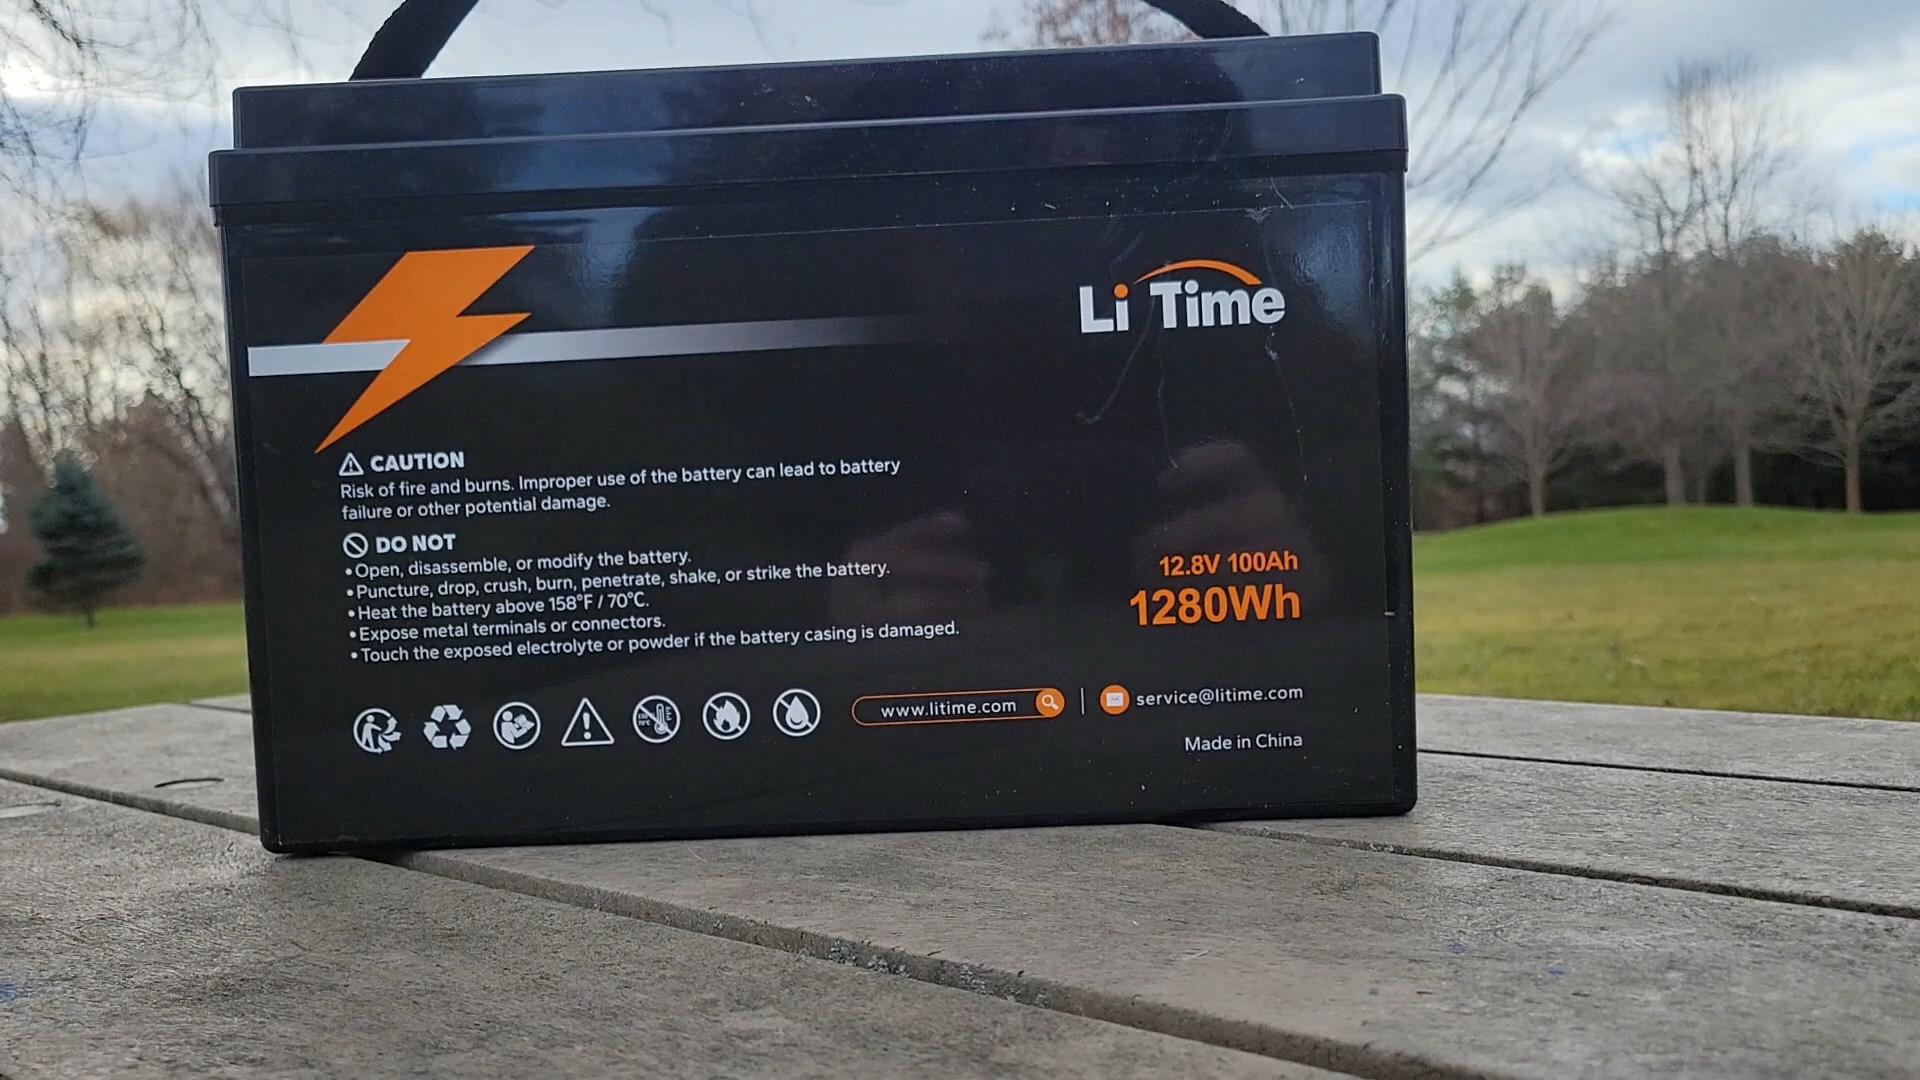 Li Time
CAUTION
Risk of fire and burns. Improper use of the battery can lead to battery
failure or other potential damage.
DO NOT
•Open, disassemble, or modify the battery.
•Puncture, drop, crush, burn, penetrate, shake, or strike the battery.
•Heat the battery above 158°F / 70°C.
•Expose metal terminals or connectors.
•Touch the exposed electrolyte or powder if the battery casing is damaged.
12.8V 100Ah
1280Wh
www.litime.com
service@litime.com
Made in China